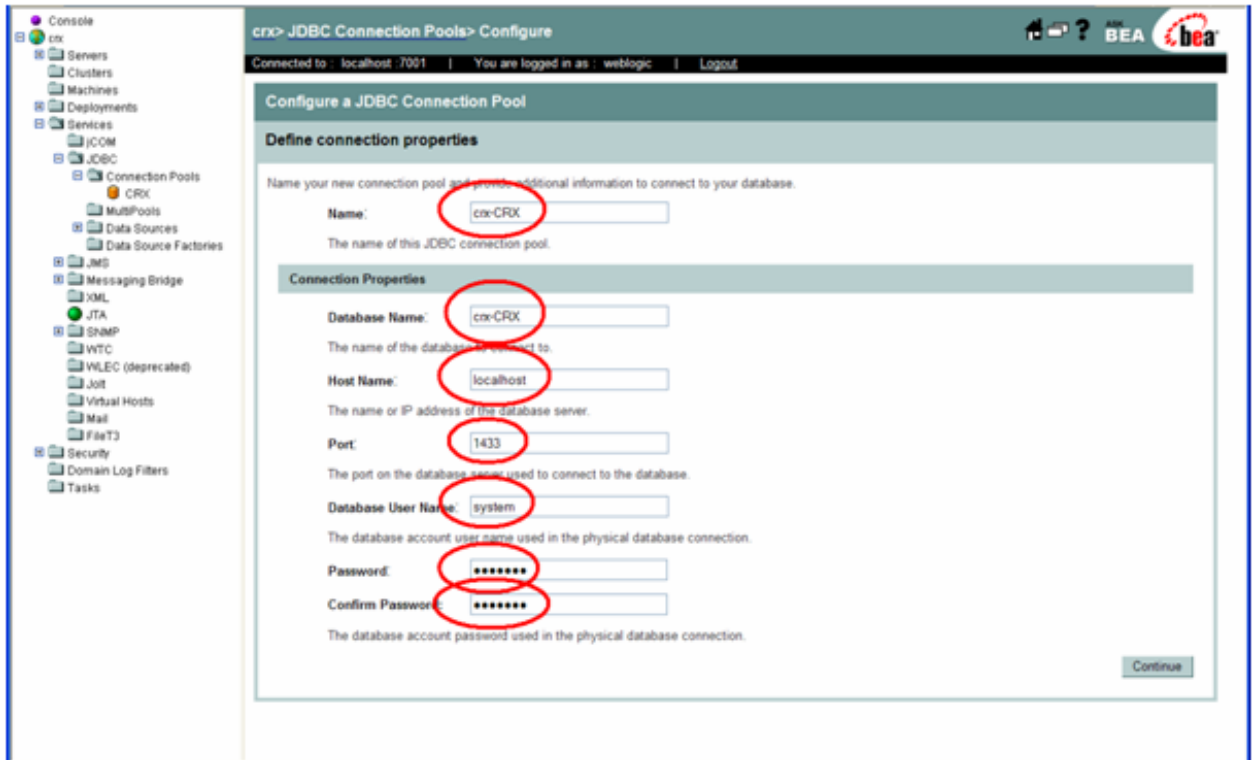 Console
crx
Servers
Clusters
Machines
Deployments
Services
jCOM
JDBC
Connection Pools
CRX
MultiPools
Data Sources
Data Source Factories
JMS
Messaging Bridge
XML
JTA
SNMP
WTC
WLEC (deprecated)
Jolt
Virtual Hosts
Mail
FileT3
Security
Domain Log Filters
Tasks
crx> JDBC Connection Pools> Configure
? ASK BEA bea
Connected to : localhost :7001 | You are logged in as : weblogic | Logout
Configure a JDBC Connection Pool
Define connection properties
Name your new connection pool and provide additional information to connect to your database.
Name: crx-CRX
The name of this JDBC connection pool.
Connection Properties
Database Name: crx-CRX
The name of the database to connect to.
Host Name: localhost
The name or IP address of the database server.
Port: 1433
The port on the database server used to connect to the database.
Database User Name: system
The database account user name used in the physical database connection.
Password: •••••••
Confirm Password: •••••••
The database account password used in the physical database connection.
Continue